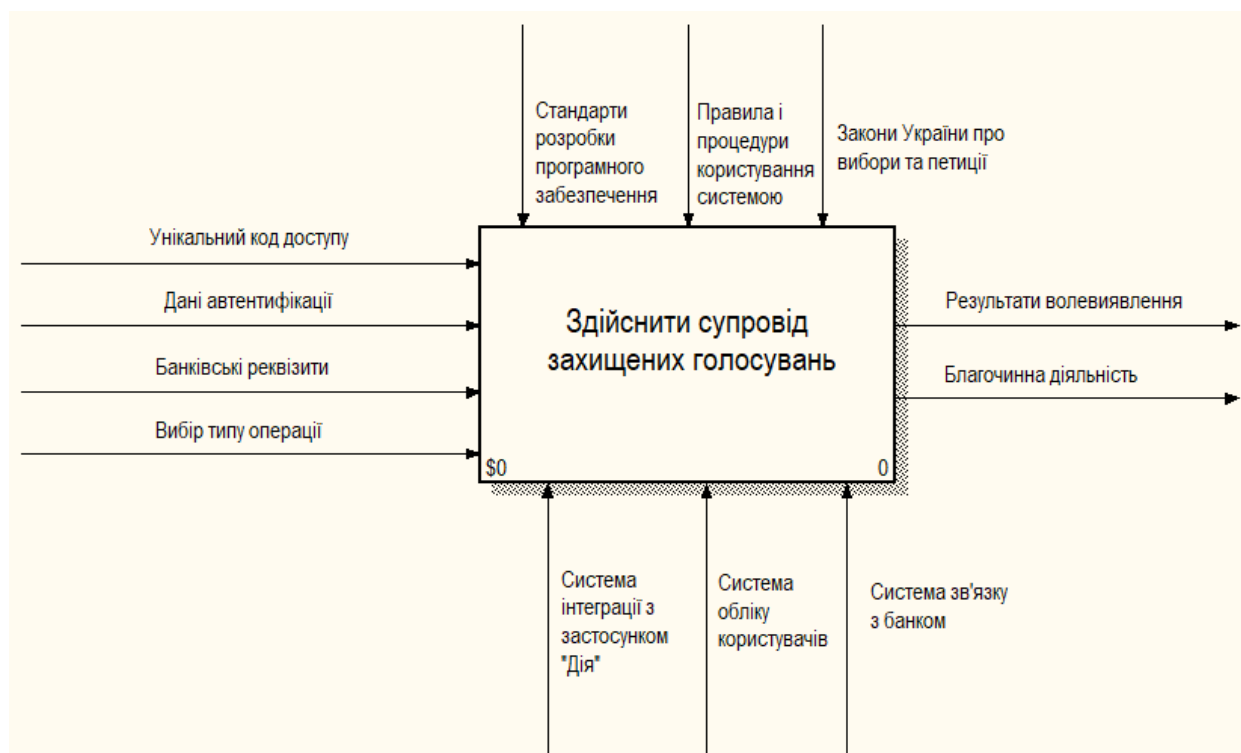 Стандарти
розробки
програмного
забезпечення
Правила і
процедури
користування
системою
Закони України про
вибори та петиції
Унікальний код доступу
Дані автентифікації
Банківські реквізити
Вибір типу операції
Здійснити супровід
захищених голосувань
$0
0
Результати волевиявлення
Благочинна діяльність
Система
інтеграції з
застосунком
"Дія"
Система
обліку
користувачів
Система зв'язку
з банком